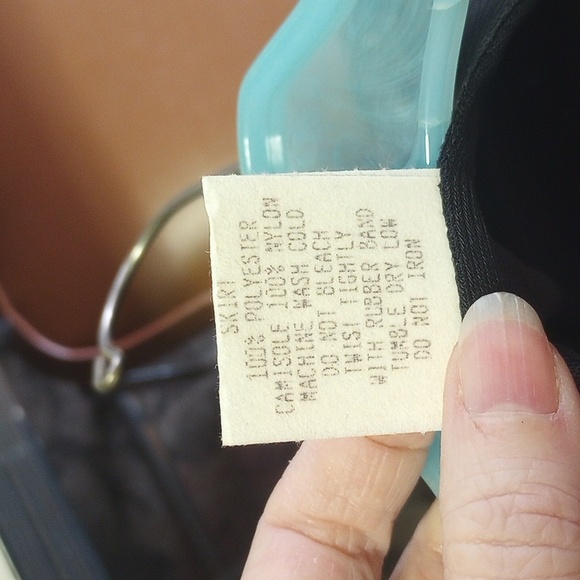 SKIRT
100% POLYESTER
CAMISOLE 100% NYLON
MACHINE WASH COLD
DO NOT BLEACH
TWIST TIGHTLY
WITH RUBBER BAND
TUMBLE DRY LOW
DO NOT IRON